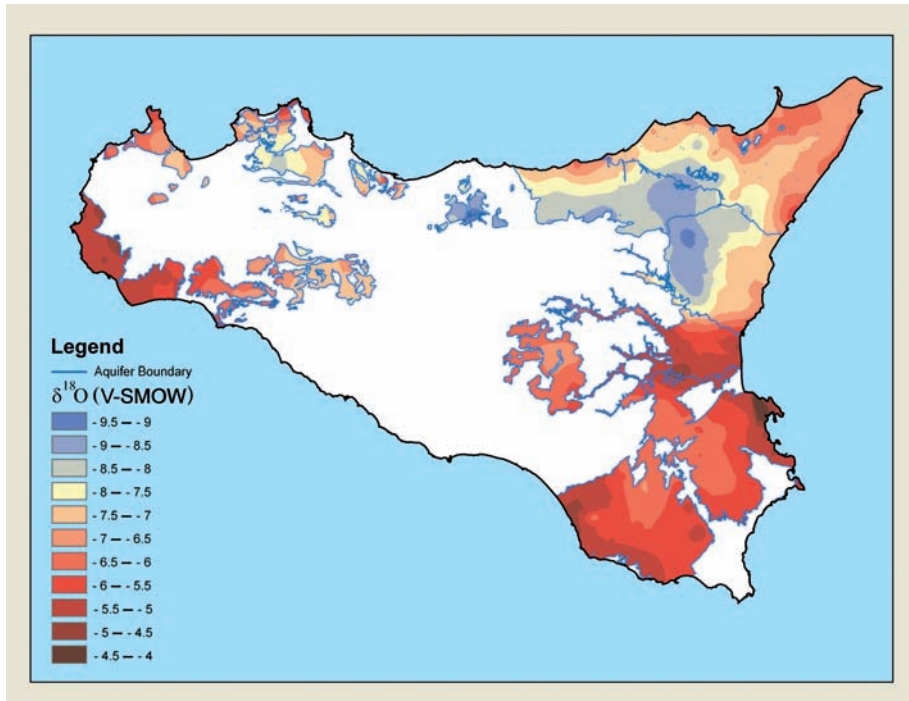 Legend
Aquifer Boundary
δ¹⁸O (V-SMOW)
- 9.5 — - 9
- 9 — - 8.5
- 8.5 — - 8
- 8 — - 7.5
- 7.5 — - 7
- 7 — - 6.5
- 6.5 — - 6
- 6 — - 5.5
- 5.5 — - 5
- 5 — - 4.5
- 4.5 — - 4